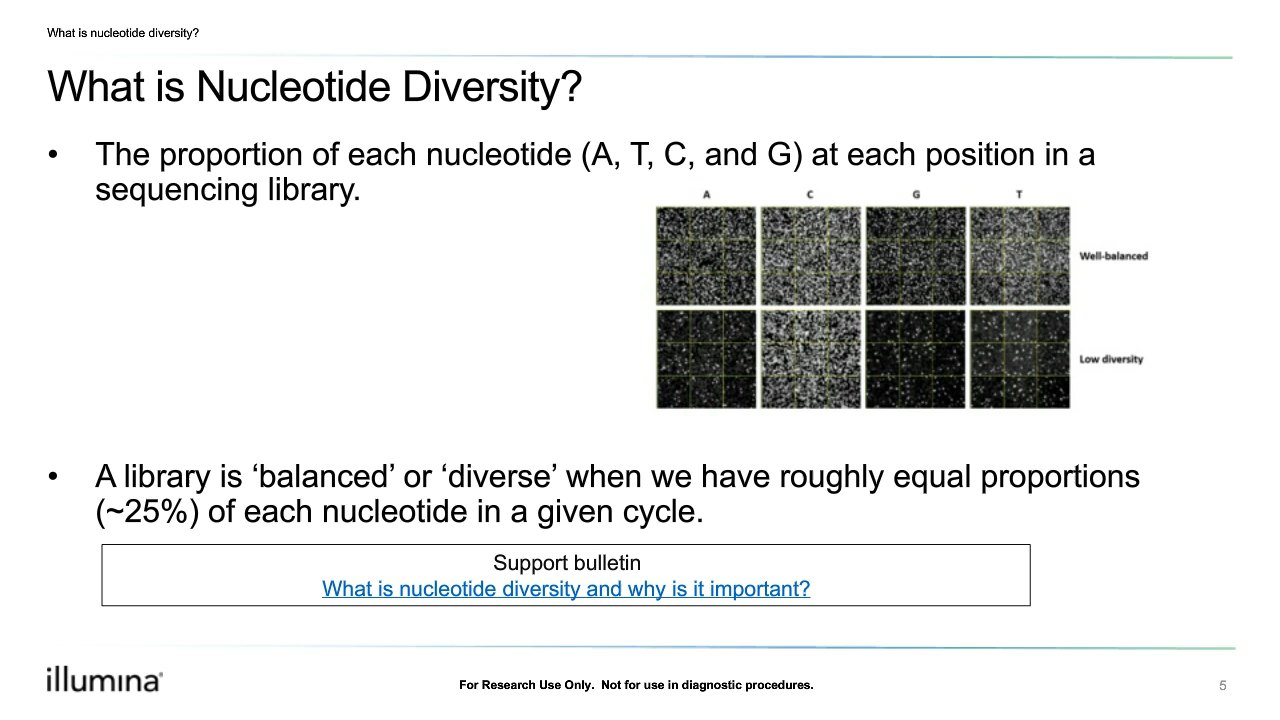 What is nucleotide diversity?
What is Nucleotide Diversity?
• The proportion of each nucleotide (A, T, C, and G) at each position in a
sequencing library.
A C G T
Well-balanced
Low diversity
• A library is ‘balanced’ or ‘diverse’ when we have roughly equal proportions
(~25%) of each nucleotide in a given cycle.
Support bulletin
What is nucleotide diversity and why is it important?
illumina®
For Research Use Only. Not for use in diagnostic procedures.
5